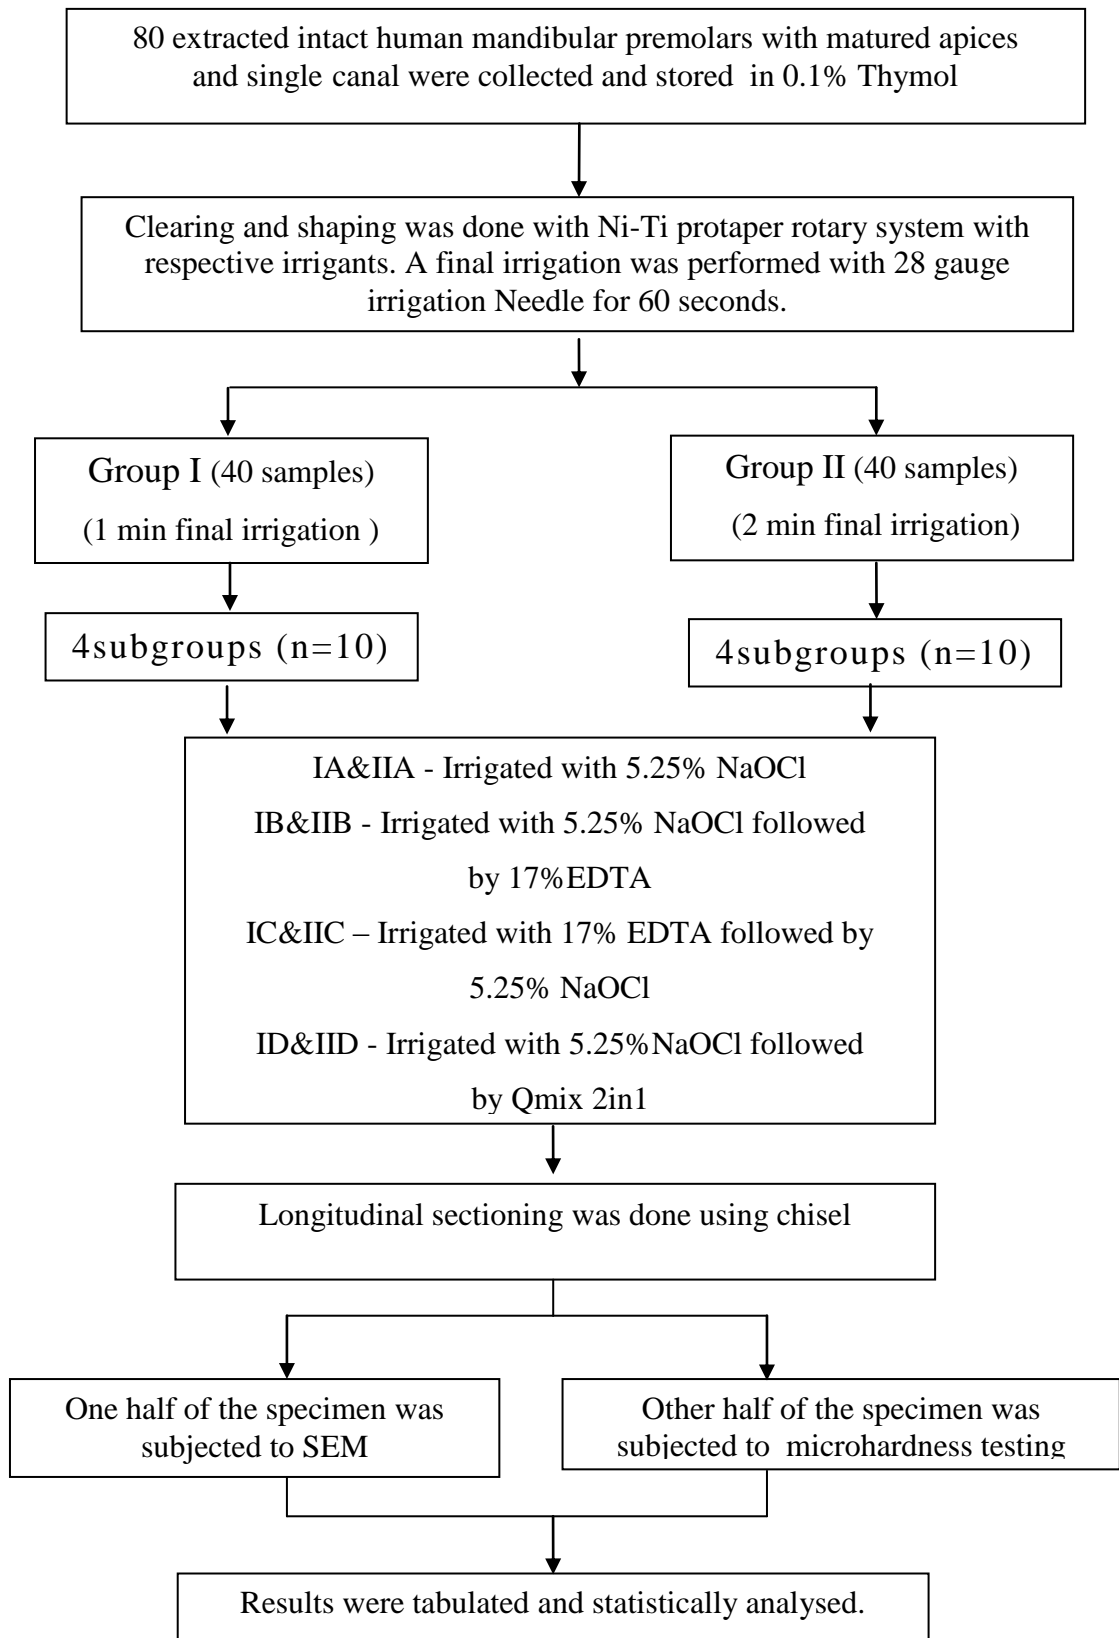 80 extracted intact human mandibular premolars with matured apices
and single canal were collected and stored in 0.1% Thymol
Clearing and shaping was done with Ni-Ti protaper rotary system with
respective irrigants. A final irrigation was performed with 28 gauge
irrigation Needle for 60 seconds.
Group I (40 samples)
(1 min final irrigation )
Group II (40 samples)
(2 min final irrigation)
4subgroups (n=10)
4subgroups (n=10)
IA&IIA - Irrigated with 5.25% NaOCl
IB&IIB - Irrigated with 5.25% NaOCl followed
by 17%EDTA
IC&IIC – Irrigated with 17% EDTA followed by
5.25% NaOCl
ID&IID - Irrigated with 5.25%NaOCl followed
by Qmix 2in1
Longitudinal sectioning was done using chisel
One half of the specimen was
subjected to SEM
Other half of the specimen was
subjected to microhardness testing
Results were tabulated and statistically analysed.